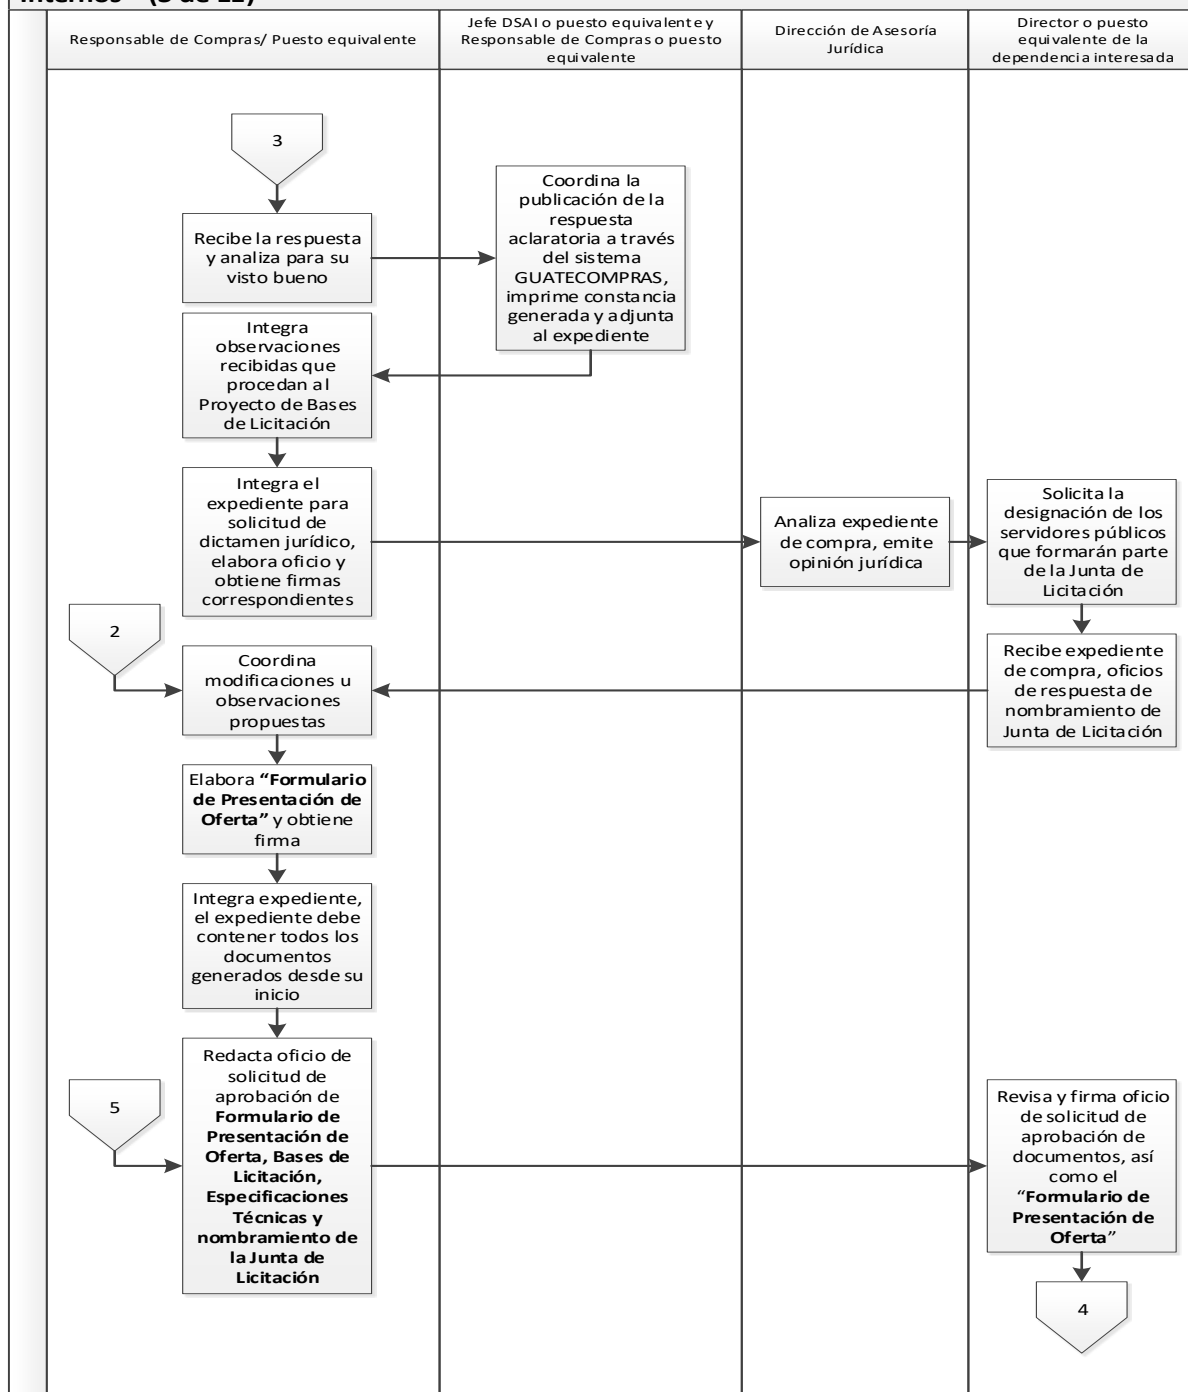 Internos" (3 de 12)
Responsable de Compras/ Puesto equivalente
Jefe DSAI o puesto equivalente y
Responsable de Compras o puesto
equivalente
Dirección de Asesoría
Jurídica
Director o puesto
equivalente de la
dependencia interesada
3
Recibe la respuesta
y analiza para su
visto bueno
Coordina la
publicación de la
respuesta
aclaratoria a través
del sistema
GUATECOMPRAS,
imprime constancia
generada y adjunta
al expediente
Integra
observaciones
recibidas que
procedan al
Proyecto de Bases
de Licitación
Integra el
expediente para
solicitud de
dictamen jurídico,
elabora oficio y
obtiene firmas
correspondientes
Analiza expediente
de compra, emite
opinión jurídica
Solicita la
designación de los
servidores públicos
que formarán parte
de la Junta de
Licitación
2
Coordina
modificaciones u
observaciones
propuestas
Recibe expediente
de compra, oficios
de respuesta de
nombramiento de
Junta de Licitación
Elabora “Formulario
de Presentación de
Oferta” y obtiene
firma
Integra expediente,
el expediente debe
contener todos los
documentos
generados desde su
inicio
5
Redacta oficio de
solicitud de
aprobación de
Formulario de
Presentación de
Oferta, Bases de
Licitación,
Especificaciones
Técnicas y
nombramiento de
la Junta de
Licitación
Revisa y firma oficio
de solicitud de
aprobación de
documentos, así
como el
“Formulario de
Presentación de
Oferta”
4